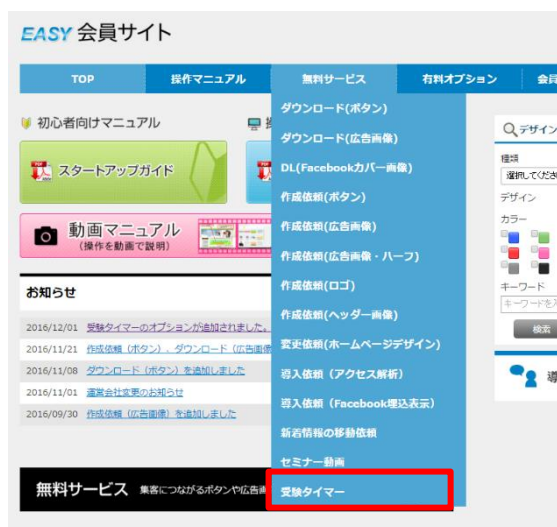 EASY 会員サイト
TOP 操作マニュアル 無料サービス 有料オプション 会員
初心者向けマニュアル
スタートアップガイド
動画マニュアル
(操作を動画で説明)
お知らせ
2016/12/01 受験タイマーのオプションが追加されました。
2016/11/21 作成依頼（ボタン）、ダウンロード（広告画像
2016/11/08 ダウンロード（ボタン）を追加しました
2016/11/01 運営会社変更のお知らせ
2016/09/30 作成依頼（広告画像）を追加しました
無料サービス 集客につながるボタンや広告画
ダウンロード(ボタン)
ダウンロード(広告画像)
DL(Facebookカバー画像)
作成依頼(ボタン)
作成依頼(広告画像)
作成依頼(広告画像・ハーフ)
作成依頼(ロゴ)
作成依頼(ヘッダー画像)
変更依頼(ホームページデザイン)
導入依頼（アクセス解析）
導入依頼（Facebook埋込表示）
新着情報の移動依頼
セミナー動画
受験タイマー
デザイン
種類
選択してくださ
デザイン
カラー
キーワード
キーワードを入
検索
導